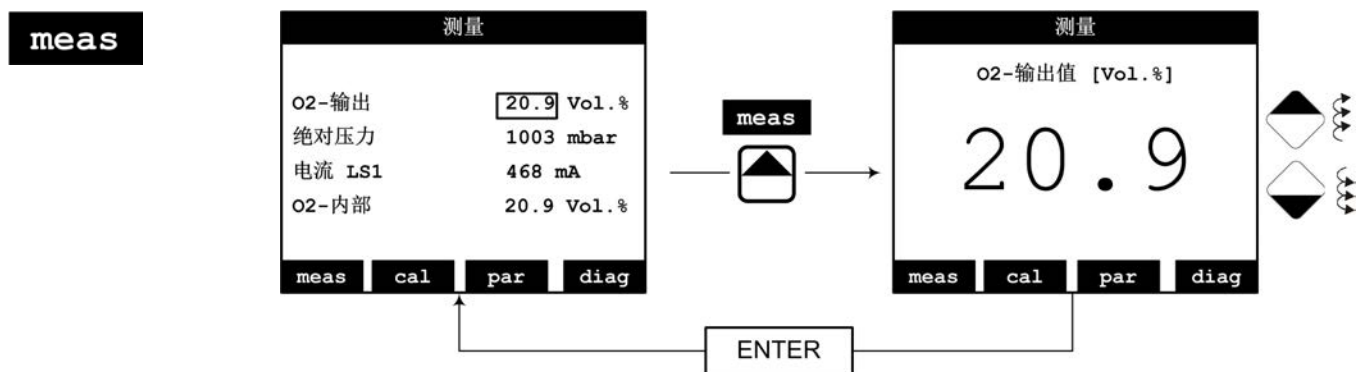 meas
测量
O2-输出 20.9 Vol.%
绝对压力 1003 mbar
电流 LS1 468 mA
O2-内部 20.9 Vol.%
meas cal par diag
meas
测量
O2-输出值 [Vol.%]
20.9
meas cal par diag
ENTER